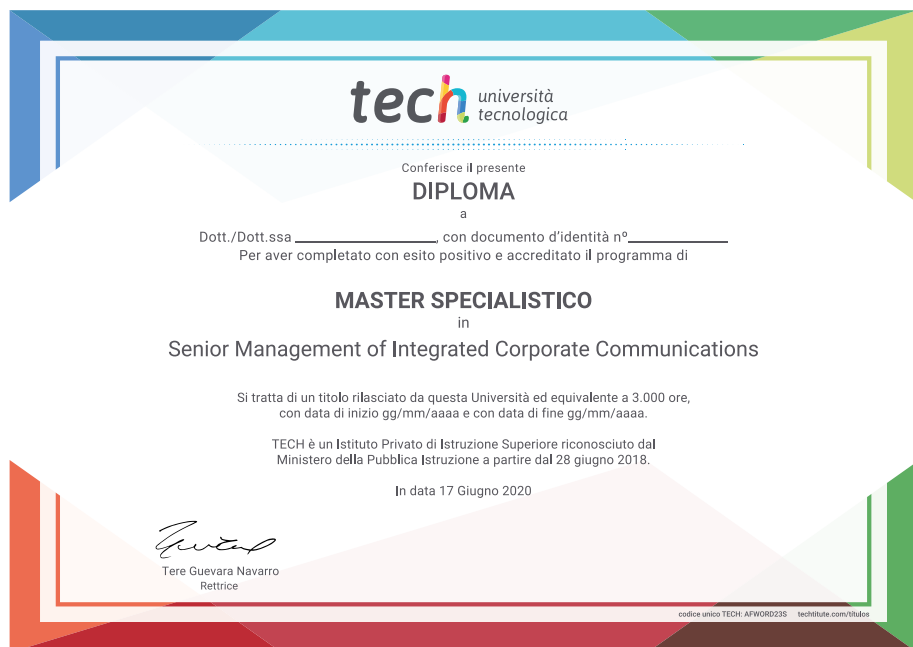 tech università
tecnologica
Conferisce il presente
DIPLOMA
a
Dott./Dott.ssa ________________, con documento d'identità nº____________
Per aver completato con esito positivo e accreditato il programma di
MASTER SPECIALISTICO
in
Senior Management of Integrated Corporate Communications
Si tratta di un titolo rilasciato da questa Università ed equivalente a 3.000 ore,
con data di inizio gg/mm/aaaa e con data di fine gg/mm/aaaa.
TECH è un Istituto Privato di Istruzione Superiore riconosciuto dal
Ministero della Pubblica Istruzione a partire dal 28 giugno 2018.
In data 17 Giugno 2020
Tere Guevara Navarro
Rettrice
codice unico TECH: AFWORD23S techtitute.com/títulos